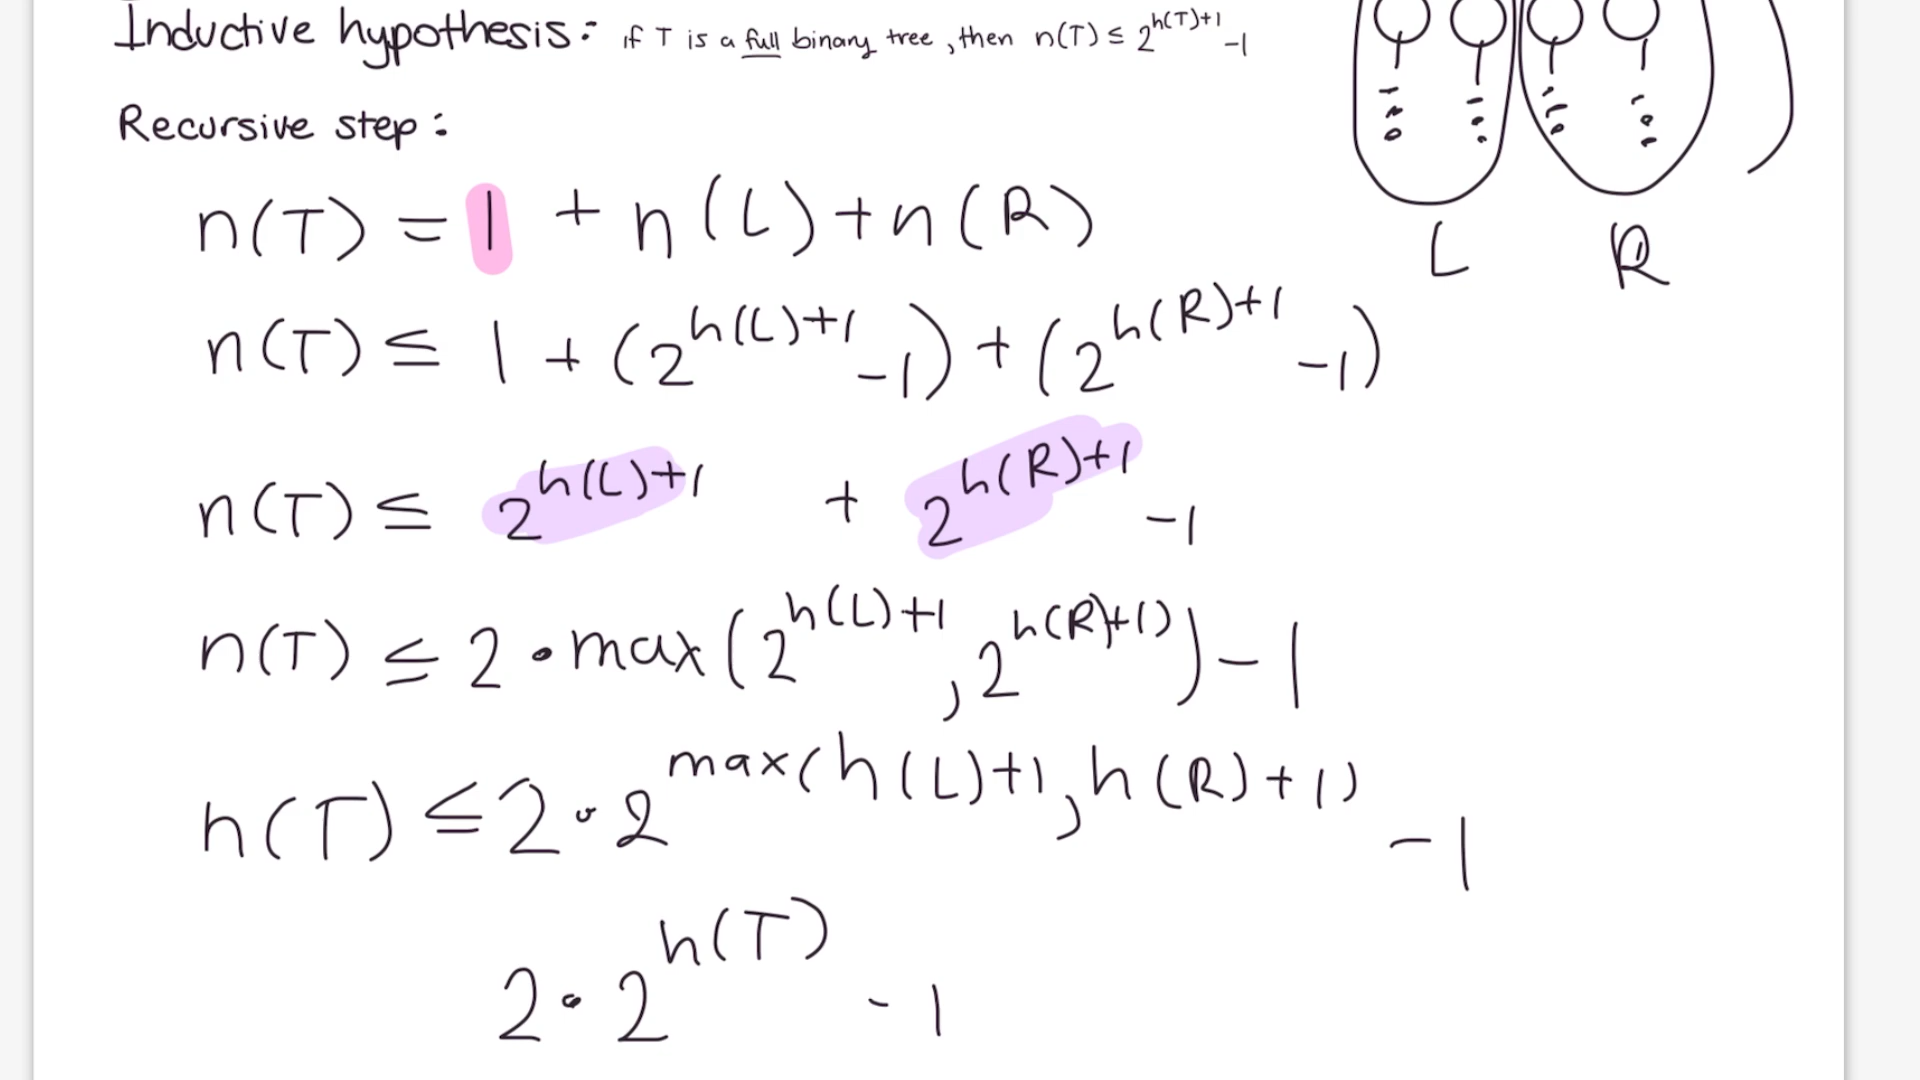 Inductive hypothesis: if T is a full binary tree, then n(T) ≤ 2^{h(T)+1} -1
Recursive step:
n(T) = 1 + n(L) + n(R)
L R
n(T) ≤ 1 + (2^{h(L)+1} -1) + (2^{h(R)+1} -1)
n(T) ≤ 2^{h(L)+1} + 2^{h(R)+1} -1
n(T) ≤ 2 • max(2^{h(L)+1}, 2^{h(R)+1)}) - 1
h(T) ≤ 2 • 2^{max(h(L)+1, h(R)+1)} - 1
2 • 2^{h(T)} - 1